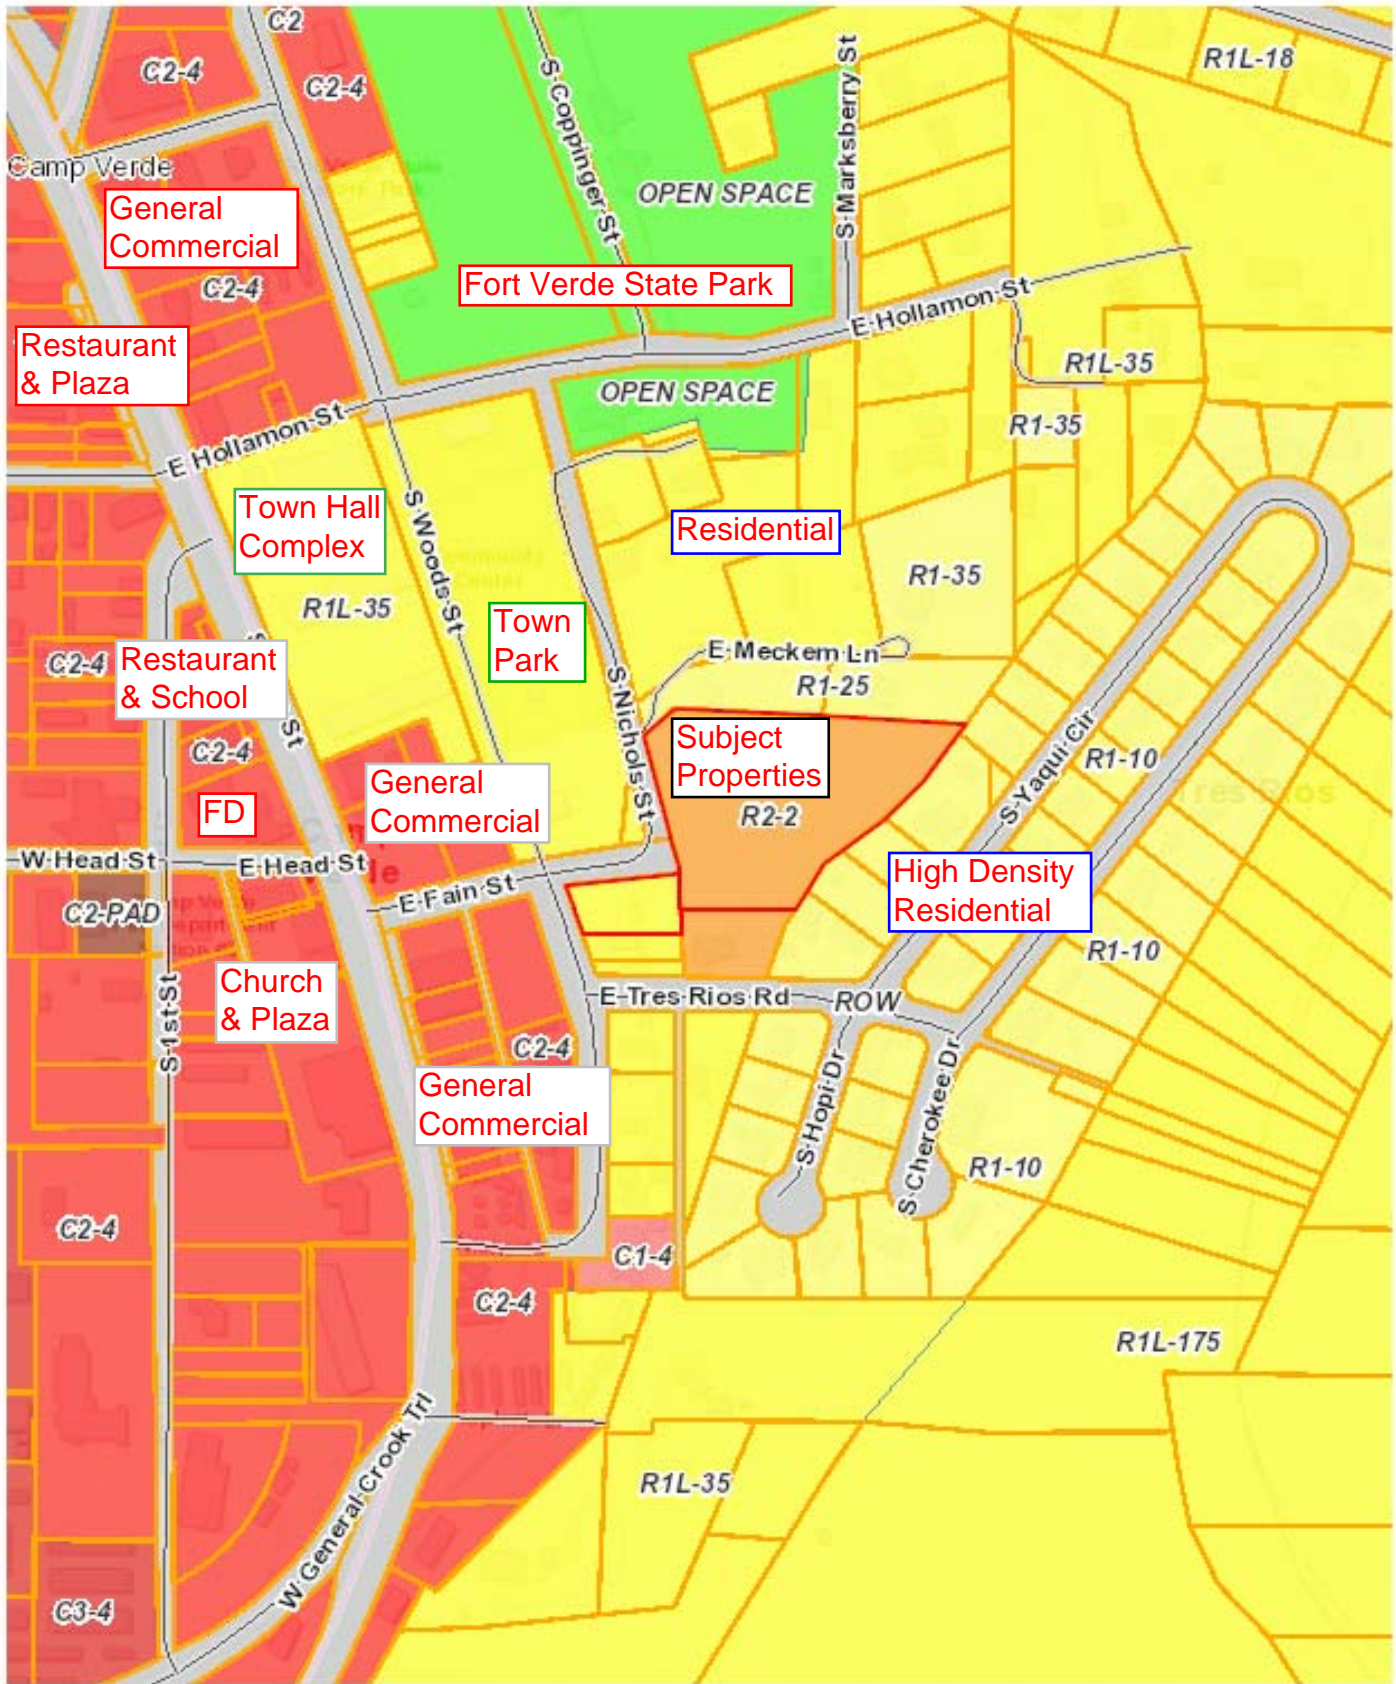 C2
C2-4
C2-4
S Coppinger St
S Marksberry St
R1L-18
Camp Verde
OPEN SPACE
General
Commercial
C2-4
Fort Verde State Park
E Hollamon St
Restaurant
& Plaza
OPEN SPACE
R1L-35
R1-35
E Hollamon St
Town Hall
Complex
S Woods St
Residential
R1-35
R1L-35
Town
Park
C2-4
Restaurant
& School
St
E Meckem Ln
R1-25
S Nichols St
Subject
Properties
R2-2
S Yaqui Cir
R1-10
Tres Rios
C2-4
General
Commercial
FD
W Head St
E Head St
E Fain St
High Density
Residential
C2-PAD
R1-10
Church
& Plaza
S 1st St
E Tres Rios Rd
ROW
C2-4
General
Commercial
S Hopi Dr
S Cherokee Dr
R1-10
C2-4
C1-4
C2-4
R1L-175
W General Crook Trl
R1L-35
C3-4